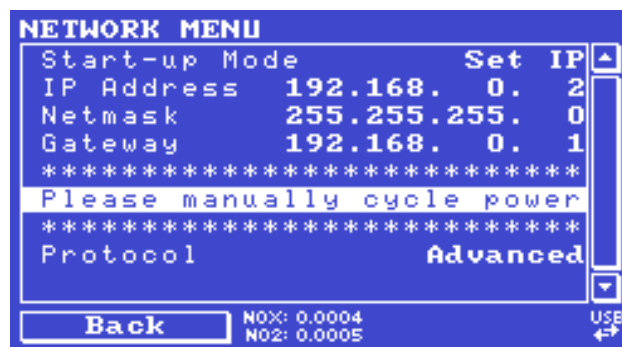 NETWORK MENU
Start-up Mode Set IP
IP Address 192.168. 0. 2
Netmask 255.255.255. 0
Gateway 192.168. 0. 1
****************************
Please manually cycle power
****************************
Protocol Advanced
Back
NOX: 0.0004
NO2: 0.0005
USB